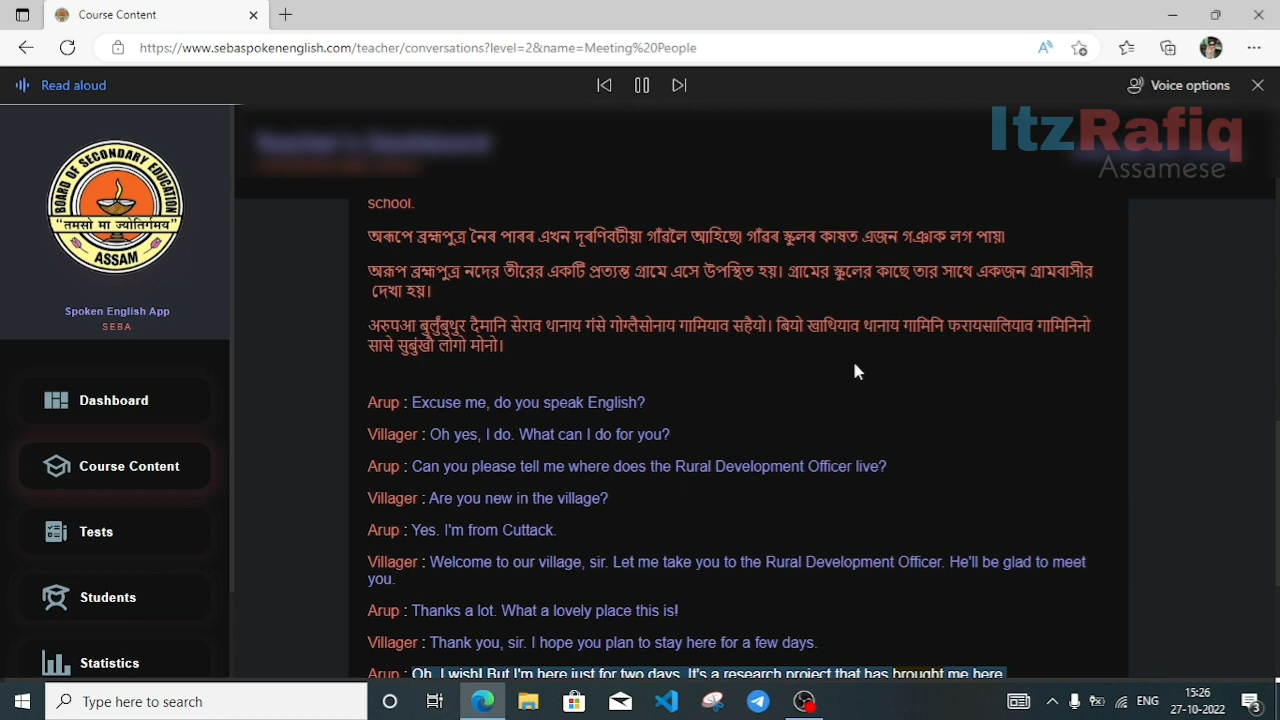 Course Content
https://www.sebaspokenenglish.com/teacher/conversations?level=2&name=Meeting%20People
Read aloud
Voice options
ItzRafiq
Assamese
BOARD OF SECONDARY EDUCATION
"तमसो मा ज्योतिर्गमय"
ASSAM
Spoken English App
SEBA
Dashboard
Course Content
Tests
Students
Statistics
school.
অৰূপে ব্ৰহ্মপুত্ৰ নৈৰ পাৰৰ এখন দূৰণিবটীয়া গাঁৱলৈ আহিছে৷ গাঁৱৰ স্কুলৰ কাষত এজন গঞাক লগ পায়৷
অরূপ ব্রহ্মপুত্র নদের তীরের একটি প্রত্যন্ত গ্রামে এসে উপস্থিত হয়। গ্রামের স্কুলের কাছে তার সাথে একজন গ্রামবাসীর
দেখা হয়।
अरुपआ बुर्लुंबुथुर दैमानि सेराव थानाय गंसे गोग्लैसोनाय गामियाव सहैयो। बियो खाथियाव थानाय गामिनि फरायसालियाव गामिनिनो
सासे सुबुंखौ लोगो मोनो।
Arup : Excuse me, do you speak English?
Villager : Oh yes, I do. What can I do for you?
Arup : Can you please tell me where does the Rural Development Officer live?
Villager : Are you new in the village?
Arup : Yes. I'm from Cuttack.
Villager : Welcome to our village, sir. Let me take you to the Rural Development Officer. He'll be glad to meet
you.
Arup : Thanks a lot. What a lovely place this is!
Villager : Thank you, sir. I hope you plan to stay here for a few days.
Arup : Oh, I wish! But I'm here just for two days. It's a research project that has brought me here.
Type here to search
ENG
15:26
27-10-2022
3